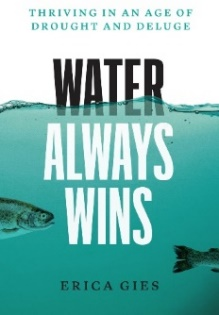 THRIVING IN AN AGE OF
DROUGHT AND DELUGE
WATER
ALWAYS
WINS
ERICA GIES